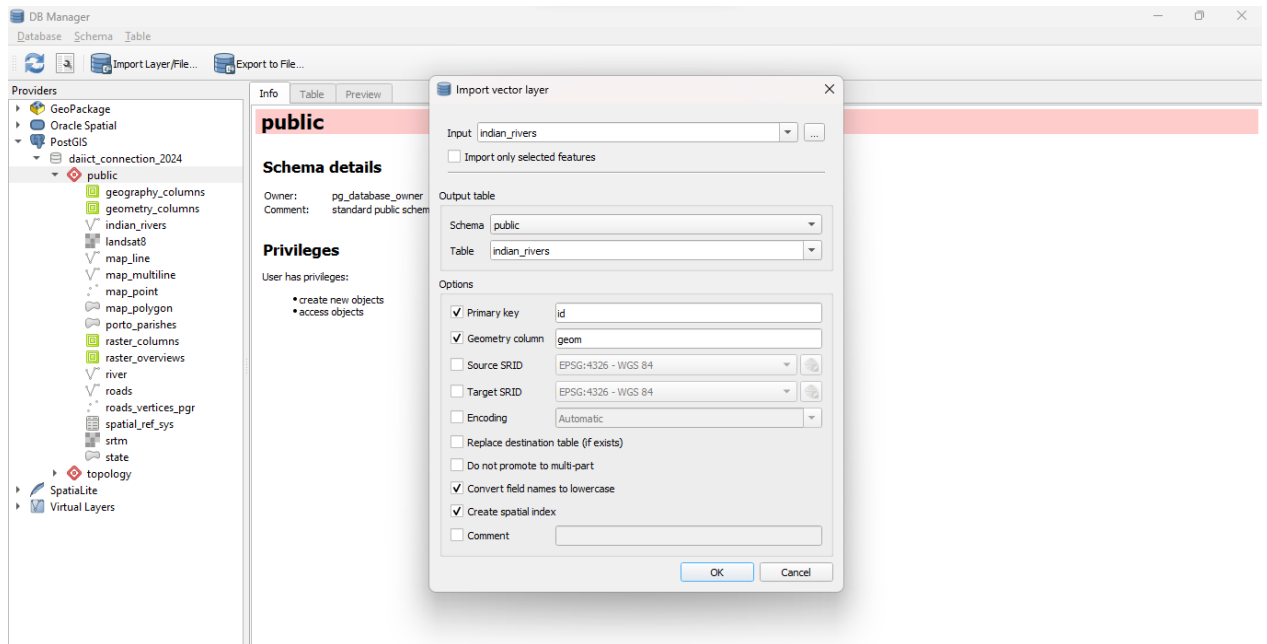 DB Manager
Database Schema Table
Import Layer/File... Export to File...
Providers
GeoPackage
Oracle Spatial
PostGIS
daiict_connection_2024
public
geography_columns
geometry_columns
indian_rivers
landsat8
map_line
map_multiline
map_point
map_polygon
porto_parishes
raster_columns
raster_overviews
river
roads
roads_vertices_pgr
spatial_ref_sys
srtm
state
topology
SpatiaLite
Virtual Layers
Info Table Preview
public
Schema details
Owner: pg_database_owner
Comment: standard public schem
Privileges
User has privileges:
• create new objects
• access objects
Import vector layer
Input indian_rivers ...
Import only selected features
Output table
Schema public
Table indian_rivers
Options
Primary key id
Geometry column geom
Source SRID EPSG:4326 - WGS 84
Target SRID EPSG:4326 - WGS 84
Encoding Automatic
Replace destination table (if exists)
Do not promote to multi-part
Convert field names to lowercase
Create spatial index
Comment
OK Cancel